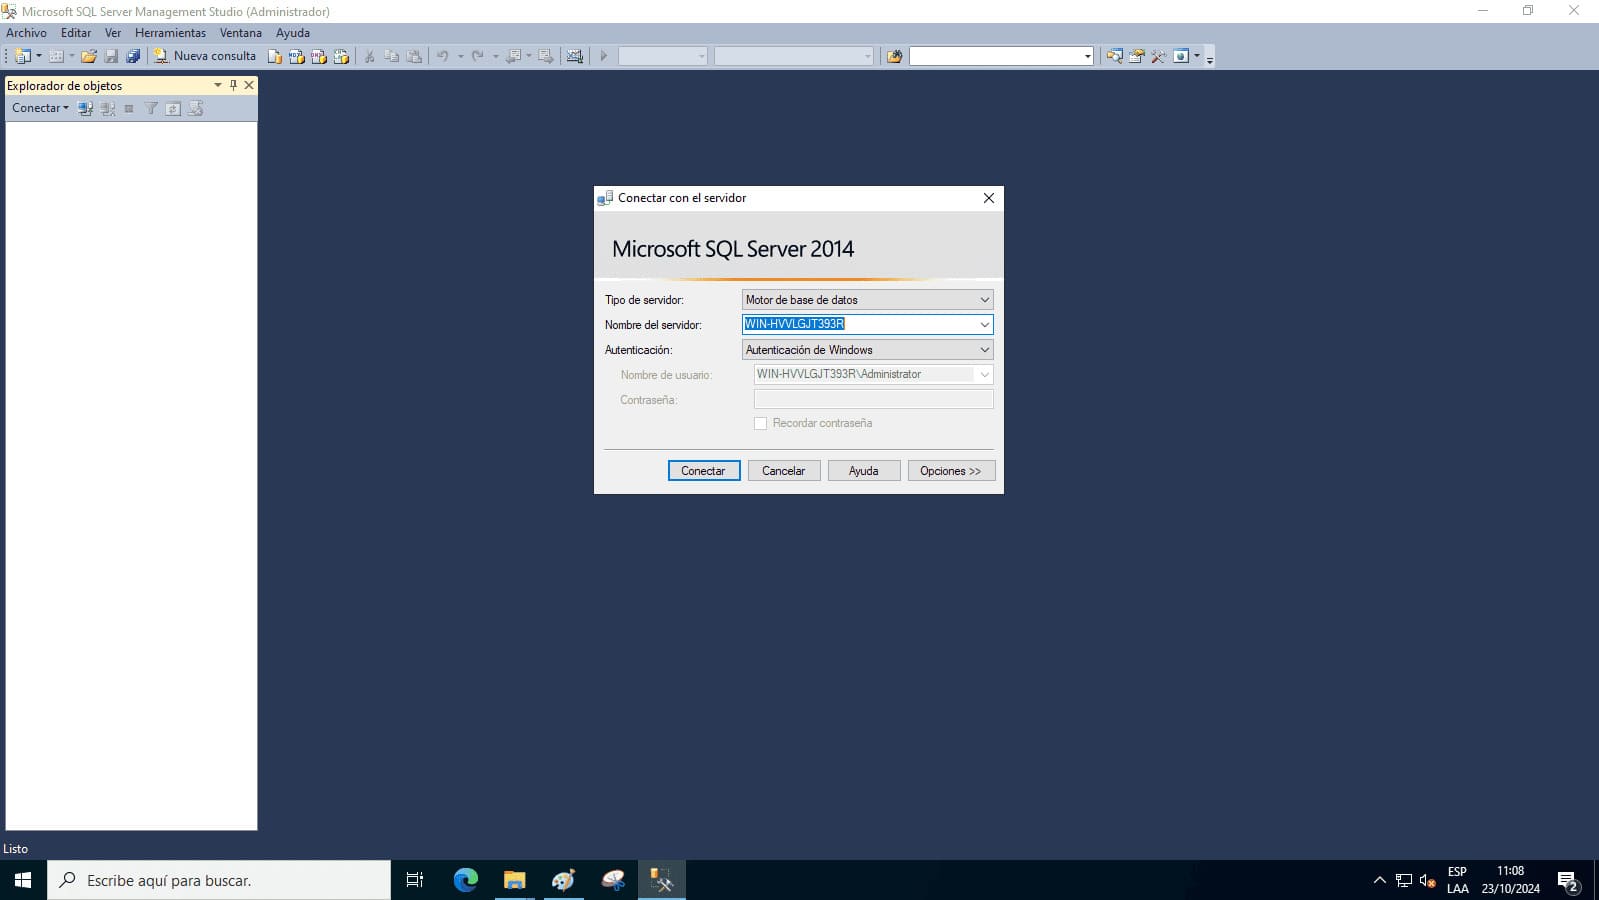 Microsoft SQL Server Management Studio (Administrador)
Archivo Editar Ver Herramientas Ventana Ayuda
Nueva consulta
Explorador de objetos
Conectar
Conectar con el servidor
Microsoft SQL Server 2014
Tipo de servidor: Motor de base de datos
Nombre del servidor: WIN-HVVLGJT393R
Autenticación: Autenticación de Windows
Nombre de usuario: WIN-HVVLGJT393R\Administrator
Contraseña:
Recordar contraseña
Conectar Cancelar Ayuda Opciones >>
Listo
Escribe aquí para buscar.
ESP
LAA
11:08
23/10/2024
2